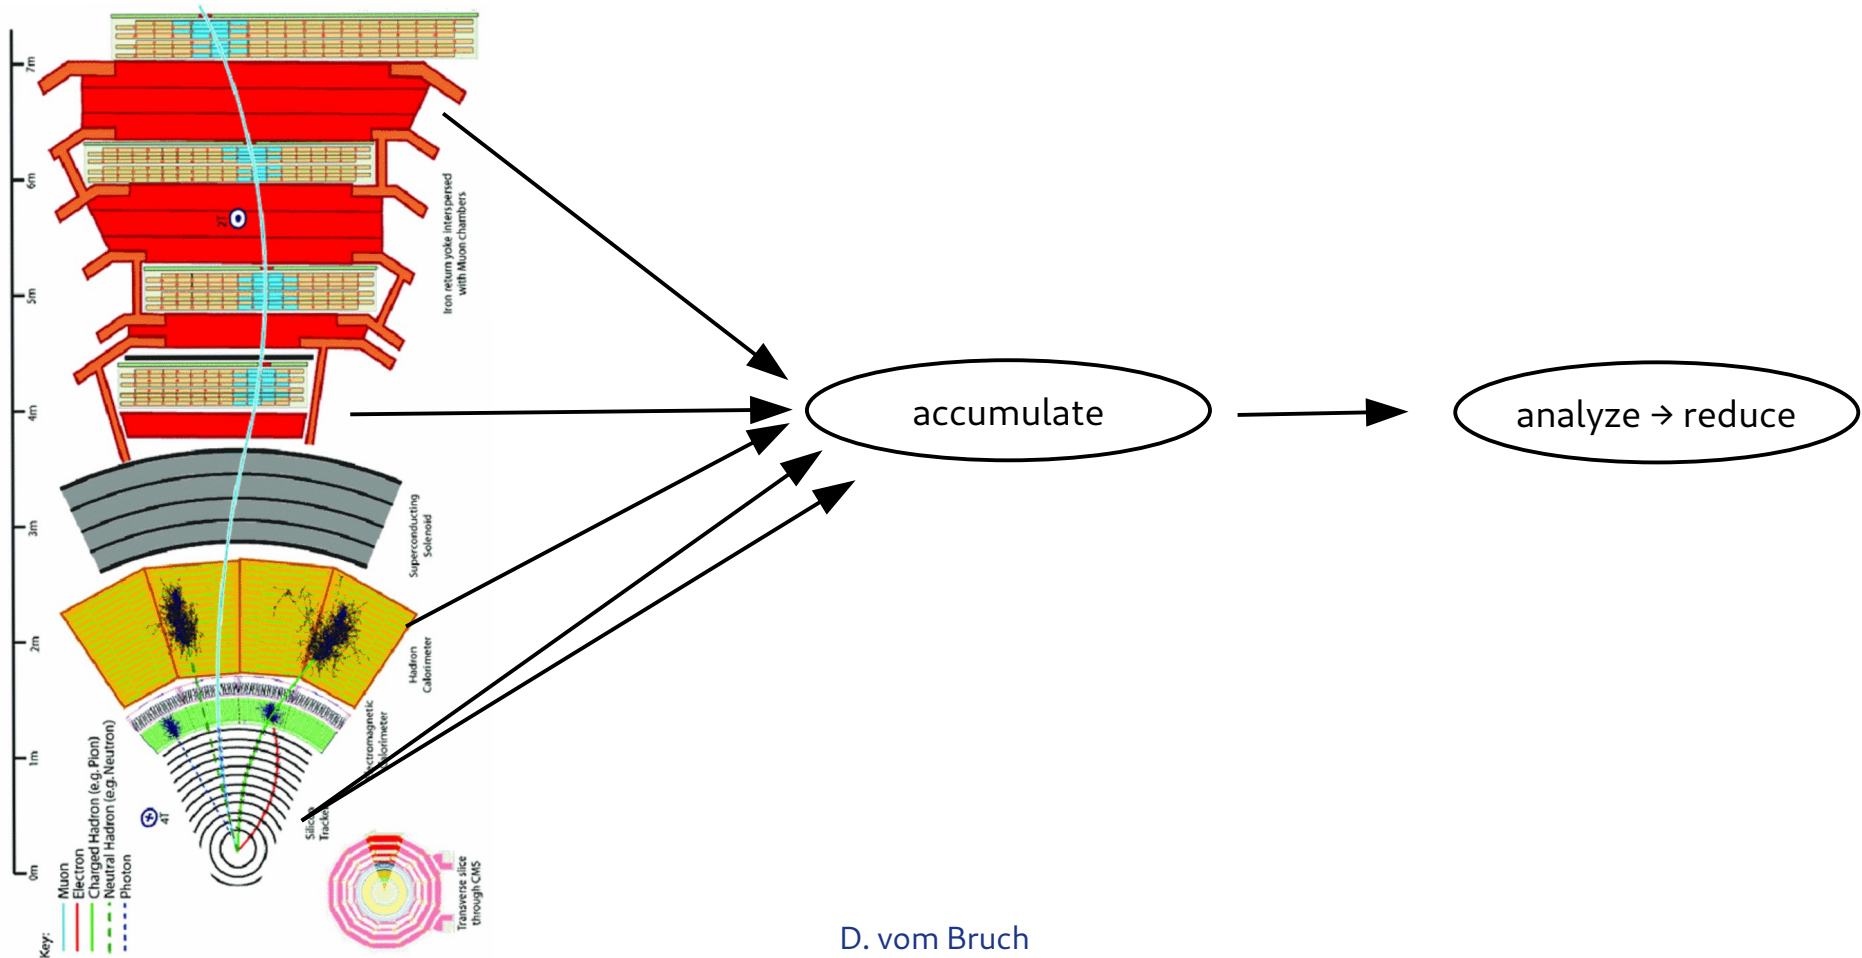 7m
6m
5m
4m
3m
2m
1m
0m
2T
4T
Iron return yoke interspersed
with Muon chambers
Superconducting
Solenoid
Hadron
Calorimeter
Silicon
Tracker
Transverse slice
through CMS
Key:
Muon
Electron
Charged Hadron (e.g. Pion)
Neutral Hadron (e.g. Neutron)
Photon
accumulate
analyze → reduce
D. vom Bruch